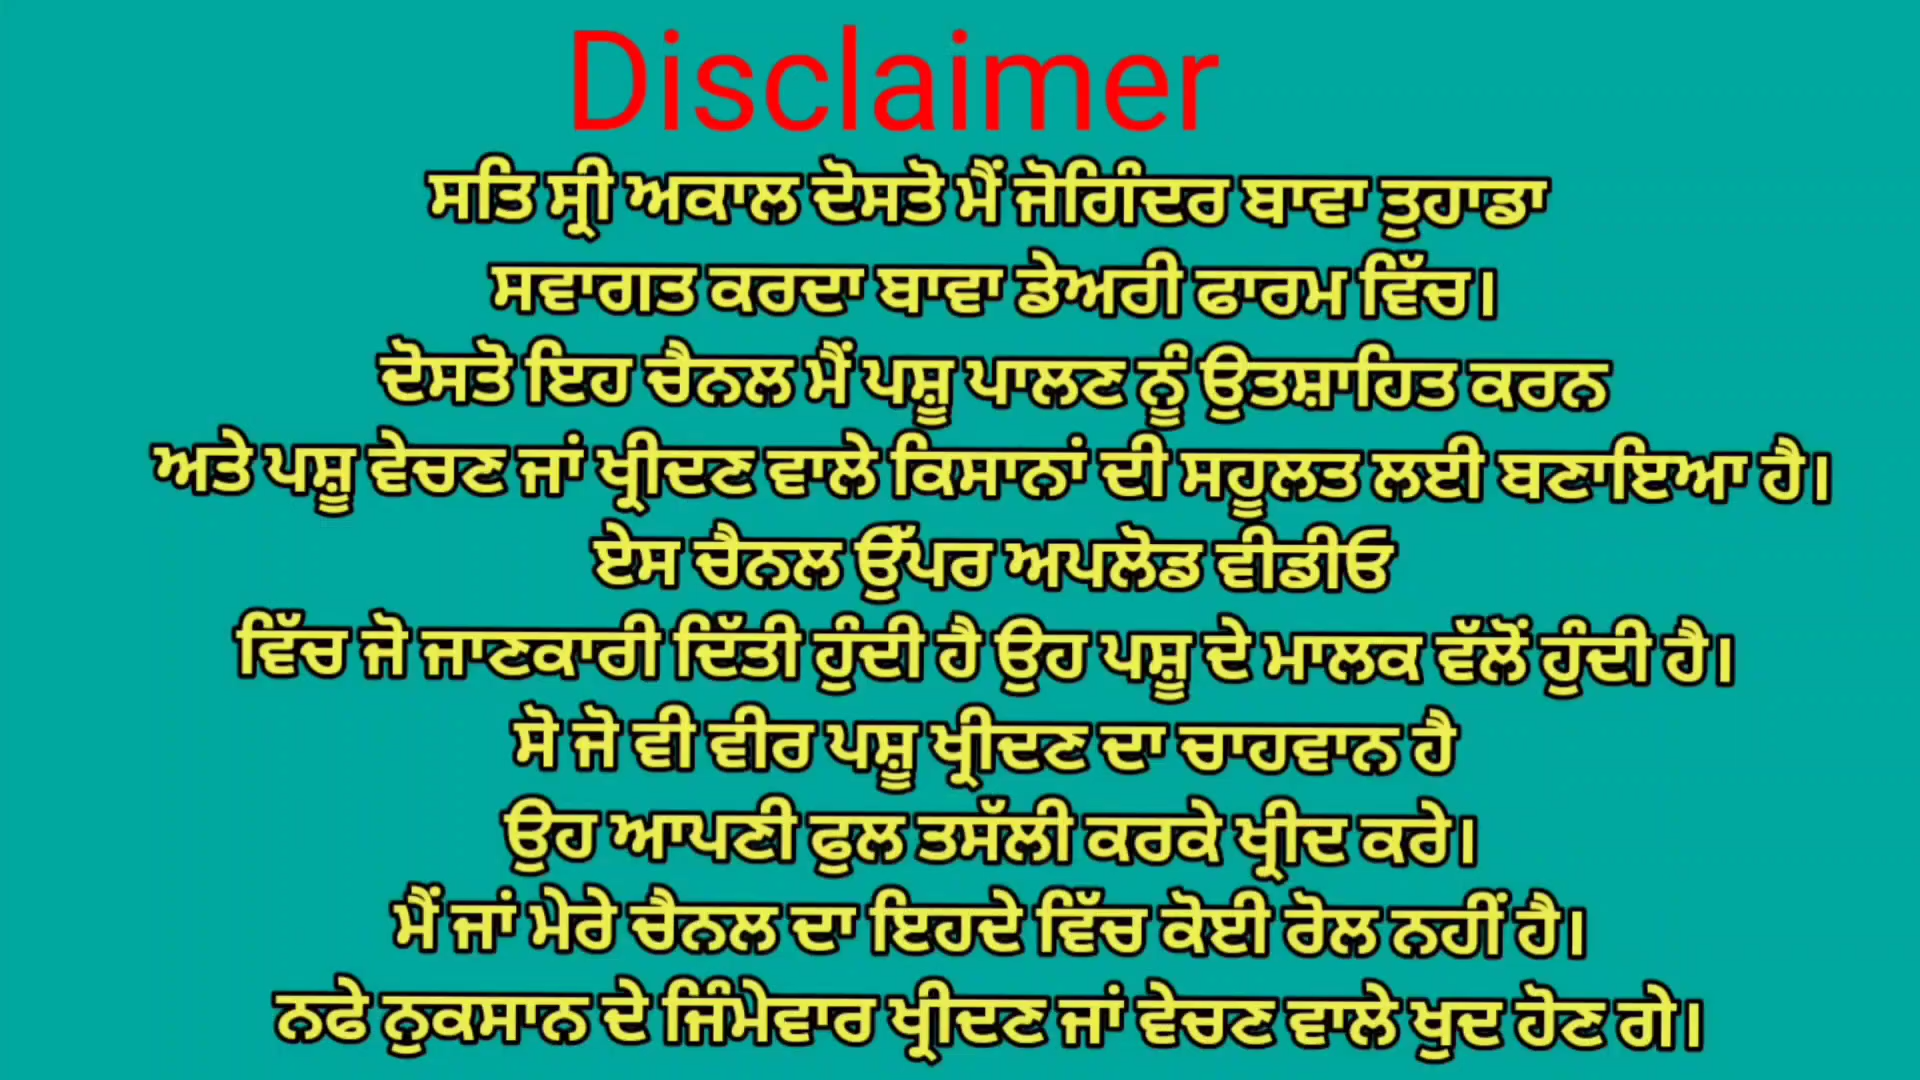 Disclaimer
ਸਤਿ ਸ੍ਰੀ ਅਕਾਲ ਦੋਸਤੋ ਮੈਂ ਜੋਗਿੰਦਰ ਬਾਵਾ ਤੁਹਾਡਾ
ਸਵਾਗਤ ਕਰਦਾ ਬਾਵਾ ਡੇਅਰੀ ਫਾਰਮ ਵਿੱਚ।
ਦੋਸਤੋ ਇਹ ਚੈਨਲ ਮੈਂ ਪਸ਼ੂ ਪਾਲਣ ਨੂੰ ਉਤਸ਼ਾਹਿਤ ਕਰਨ
ਅਤੇ ਪਸ਼ੂ ਵੇਚਣ ਜਾਂ ਖ੍ਰੀਦਣ ਵਾਲੇ ਕਿਸਾਨਾਂ ਦੀ ਸਹੂਲਤ ਲਈ ਬਣਾਇਆ ਹੈ।
ਏਸ ਚੈਨਲ ਉੱਪਰ ਅਪਲੋਡ ਵੀਡੀਓ
ਵਿੱਚ ਜੋ ਜਾਣਕਾਰੀ ਦਿੱਤੀ ਹੁੰਦੀ ਹੈ ਉਹ ਪਸ਼ੂ ਦੇ ਮਾਲਕ ਵੱਲੋਂ ਹੁੰਦੀ ਹੈ।
ਸੋ ਜੋ ਵੀ ਵੀਰ ਪਸ਼ੂ ਖ੍ਰੀਦਣ ਦਾ ਚਾਹਵਾਨ ਹੈ
ਉਹ ਆਪਣੀ ਫੁਲ ਤਸੱਲੀ ਕਰਕੇ ਖ੍ਰੀਦ ਕਰੇ।
ਮੈਂ ਜਾਂ ਮੇਰੇ ਚੈਨਲ ਦਾ ਇਹਦੇ ਵਿੱਚ ਕੋਈ ਰੋਲ ਨਹੀਂ ਹੈ।
ਨਫੇ ਨੁਕਸਾਨ ਦੇ ਜਿੰਮੇਵਾਰ ਖ੍ਰੀਦਣ ਜਾਂ ਵੇਚਣ ਵਾਲੇ ਖੁਦ ਹੋਣ ਗੇ।